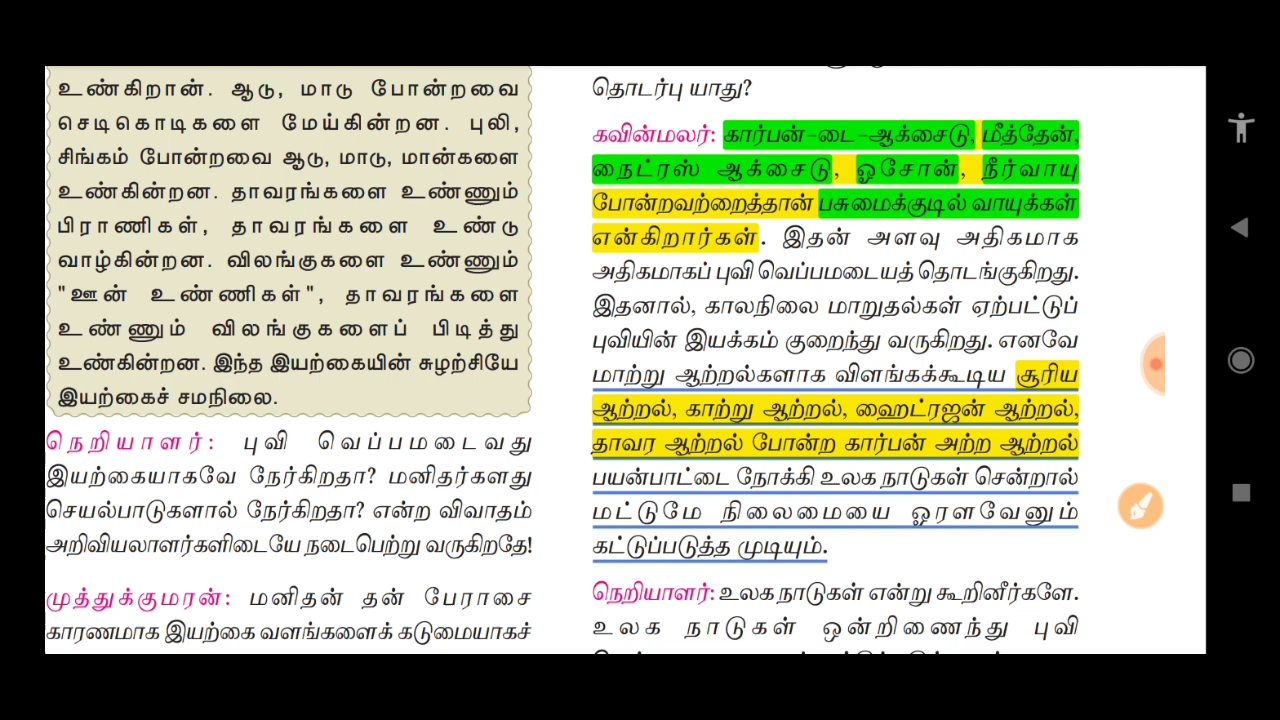 உண்கிறான். ஆடு, மாடு போன்றவை
செடிகொடிகளை மேய்கின்றன. புலி,
சிங்கம் போன்றவை ஆடு, மாடு, மான்களை
உண்கின்றன. தாவரங்களை உண்ணும்
பிராணிகள், தாவரங்களை உண்டு
வாழ்கின்றன. விலங்குகளை உண்ணும்
"ஊன் உண்ணிகள்", தாவரங்களை
உண்ணும் விலங்குகளைப் பிடித்து
உண்கின்றன. இந்த இயற்கையின் சுழற்சியே
இயற்கைச் சமநிலை.
நெறியாளர்: புவி வெப்பமடைவது
இயற்கையாகவே நேர்கிறதா? மனிதர்களது
செயல்பாடுகளால் நேர்கிறதா? என்ற விவாதம்
அறிவியலாளர்களிடையே நடைபெற்று வருகிறதே!
முத்துக்குமரன்: மனிதன் தன் பேராசை
காரணமாக இயற்கை வளங்களைக் கடுமையாகச்
தொடர்பு யாது?
கவின்மலர்: கார்பன்-டை-ஆக்சைடு, மீத்தேன்,
நைட்ரஸ் ஆக்சைடு, ஓசோன், நீர்வாயு
போன்றவற்றைத்தான் பசுமைக்குடில் வாயுக்கள்
என்கிறார்கள். இதன் அளவு அதிகமாக
அதிகமாகப் புவி வெப்பமடையத் தொடங்குகிறது.
இதனால், காலநிலை மாறுதல்கள் ஏற்பட்டுப்
புவியின் இயக்கம் குறைந்து வருகிறது. எனவே
மாற்று ஆற்றல்களாக விளங்கக்கூடிய சூரிய
ஆற்றல், காற்று ஆற்றல், ஹைட்ரஜன் ஆற்றல்,
தாவர ஆற்றல் போன்ற கார்பன் அற்ற ஆற்றல்
பயன்பாட்டை நோக்கி உலக நாடுகள் சென்றால்
மட்டுமே நிலைமையை ஓரளவேனும்
கட்டுப்படுத்த முடியும்.
நெறியாளர்: உலக நாடுகள் என்று கூறினீர்களே.
உலக நாடுகள் ஒன்றிணைந்து புவி